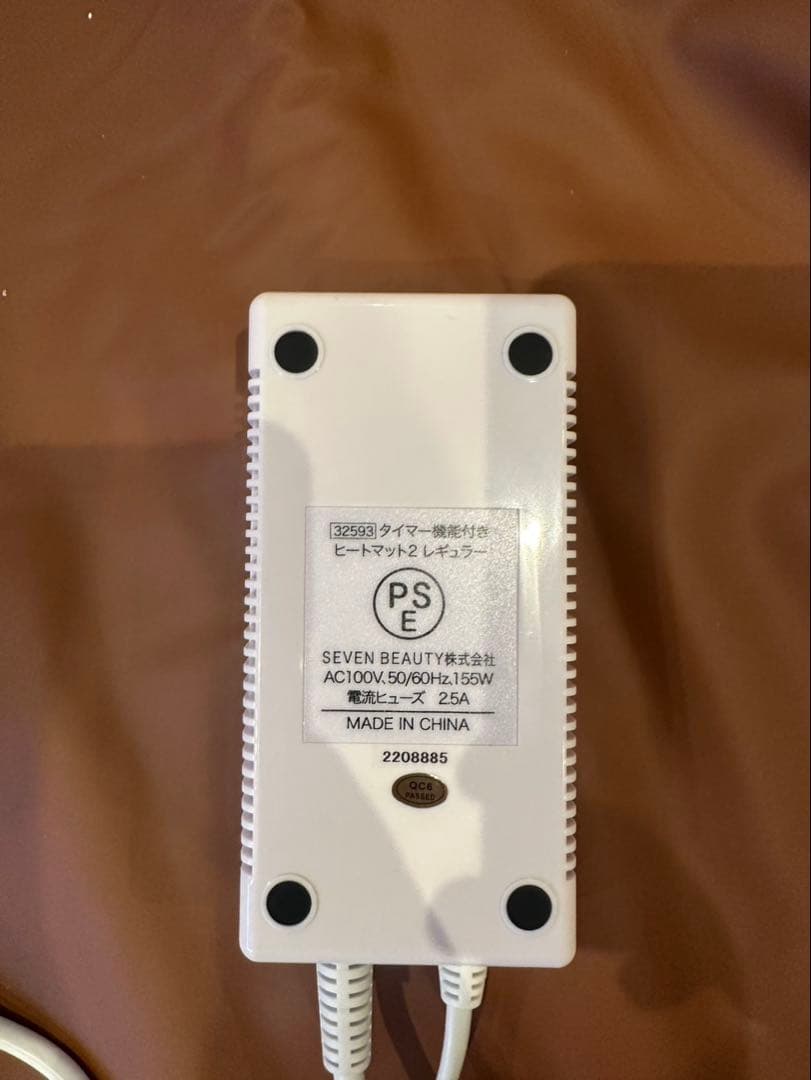 32593 タイマー機能付き
ヒートマット2 レギュラー
PS
E
SEVEN BEAUTY株式会社
AC100V､50/60Hz､155W
電流ヒューズ 2.5A
MADE IN CHINA
2208885
QC6
PASSED